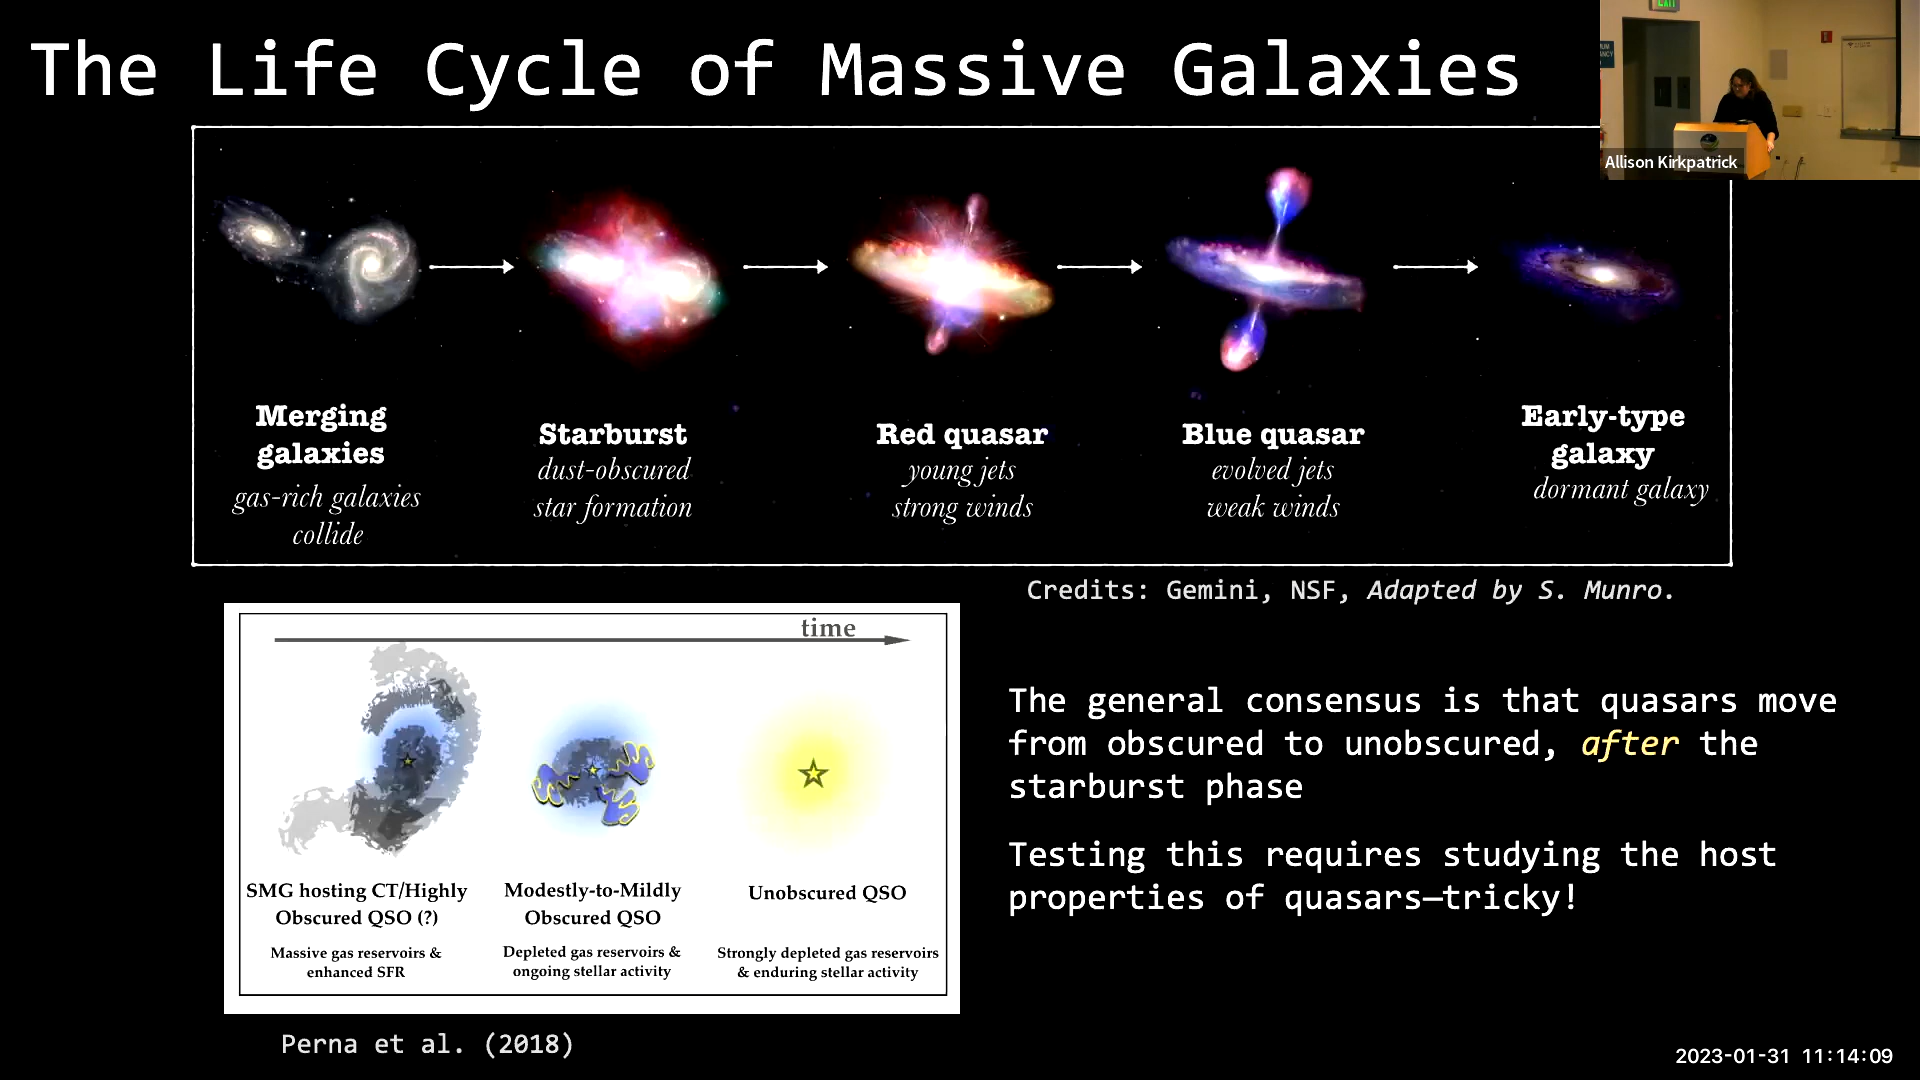 The Life Cycle of Massive Galaxies
EXIT
Allison Kirkpatrick
Merging
galaxies
gas-rich galaxies
collide
Starburst
dust-obscured
star formation
Red quasar
young jets
strong winds
Blue quasar
evolved jets
weak winds
Early-type
galaxy
dormant galaxy
Credits: Gemini, NSF, Adapted by S. Munro.
time
SMG hosting CT/Highly
Obscured QSO (?)
Massive gas reservoirs &
enhanced SFR
Modestly-to-Mildly
Obscured QSO
Depleted gas reservoirs &
ongoing stellar activity
Unobscured QSO
Strongly depleted gas reservoirs
& enduring stellar activity
Perna et al. (2018)
The general consensus is that quasars move
from obscured to unobscured, after the
starburst phase
Testing this requires studying the host
properties of quasars—tricky!
2023-01-31 11:14:09